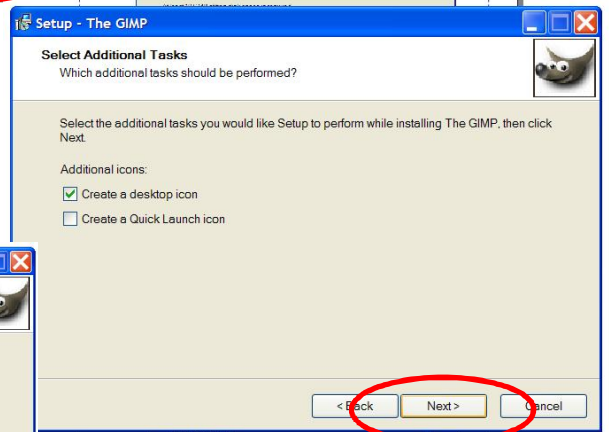 Setup - The GIMP
Select Additional Tasks
Which additional tasks should be performed?
Select the additional tasks you would like Setup to perform while installing The GIMP, then click
Next.
Additional icons:
Create a desktop icon
Create a Quick Launch icon
< Back
Next >
Cancel